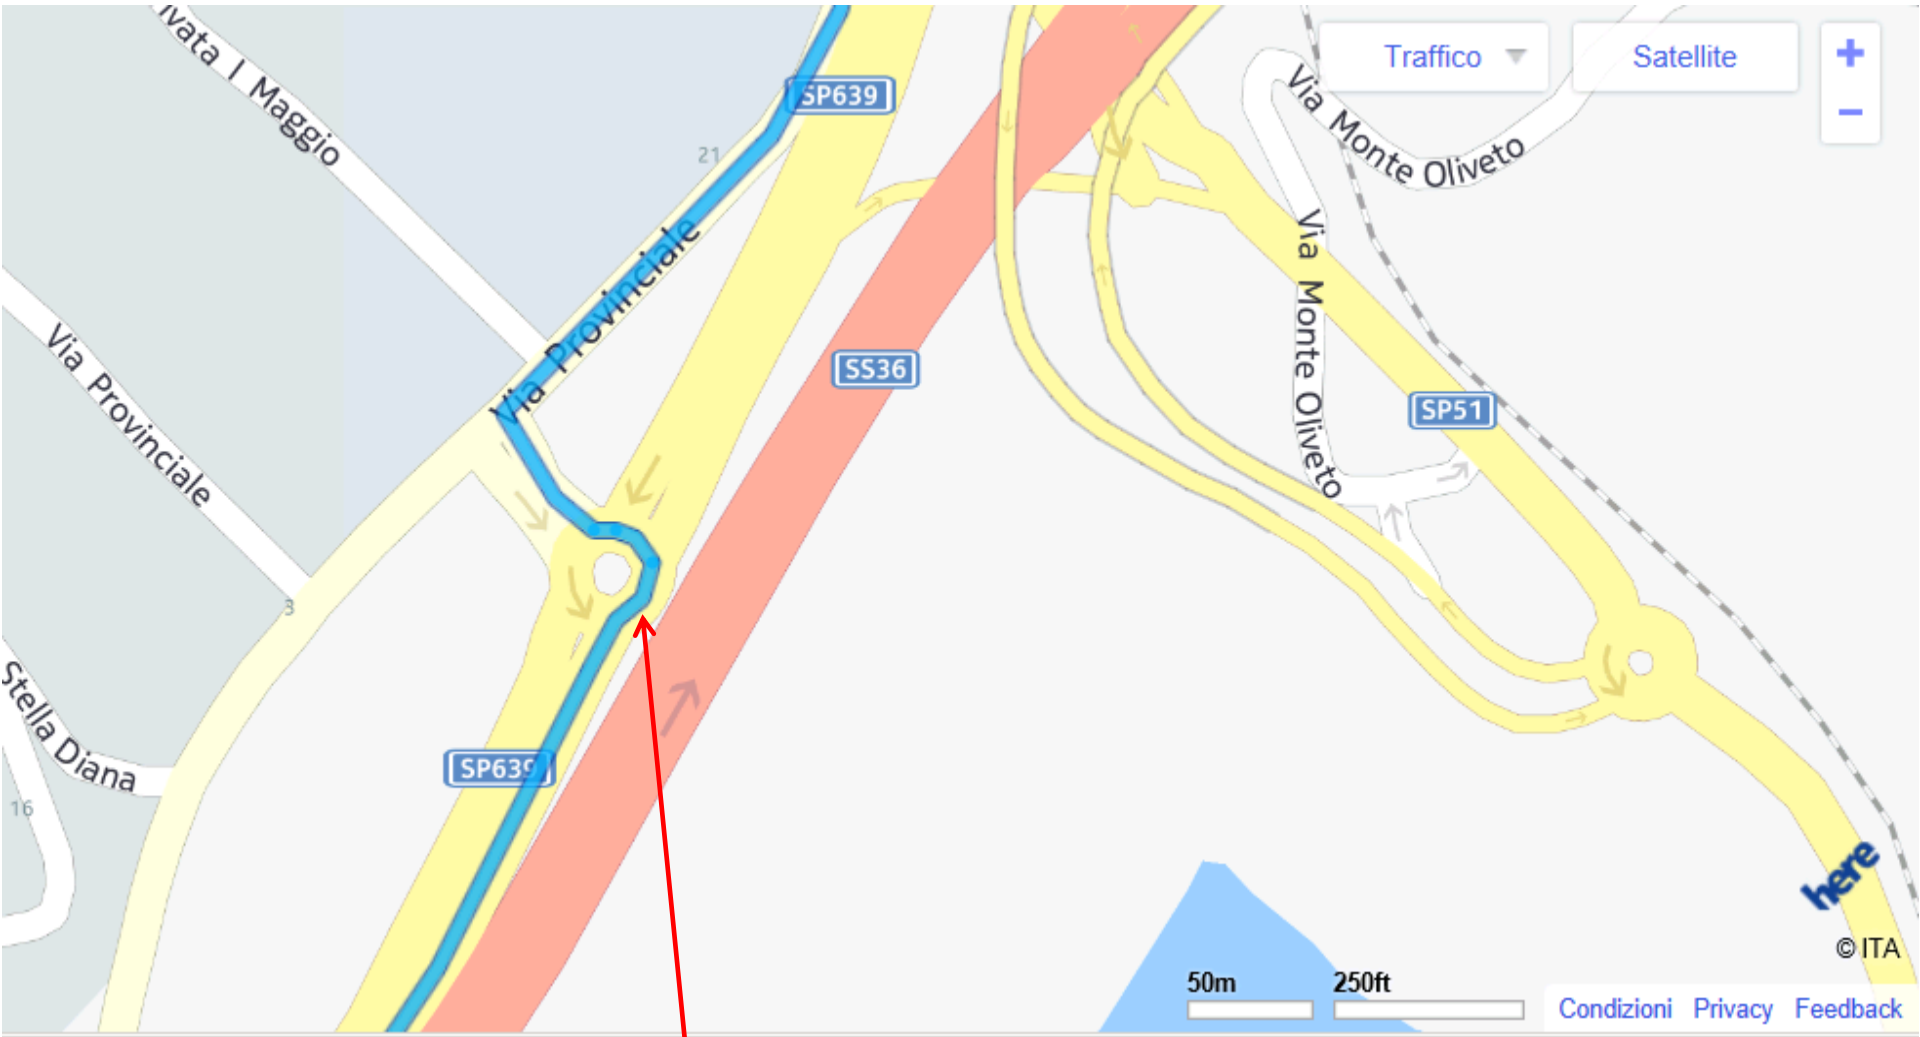 ivata I Maggio
SP639
Traffico
Satellite
+
−
21
Via Monte Oliveto
Via Provinciale
Via Monte Oliveto
Via Provinciale
SS36
SP51
3
Stella Diana
SP639
16
here
© ITA
50m
250ft
Condizioni Privacy Feedback